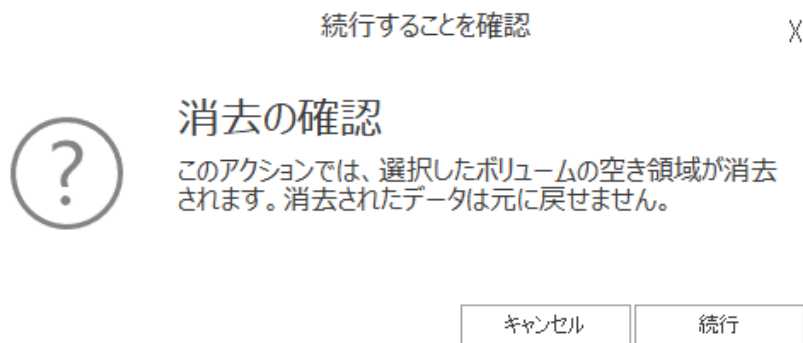 続行することを確認
X
消去の確認
?
このアクションでは、選択したボリュームの空き領域が消去
されます。消去されたデータは元に戻せません。
キャンセル
続行